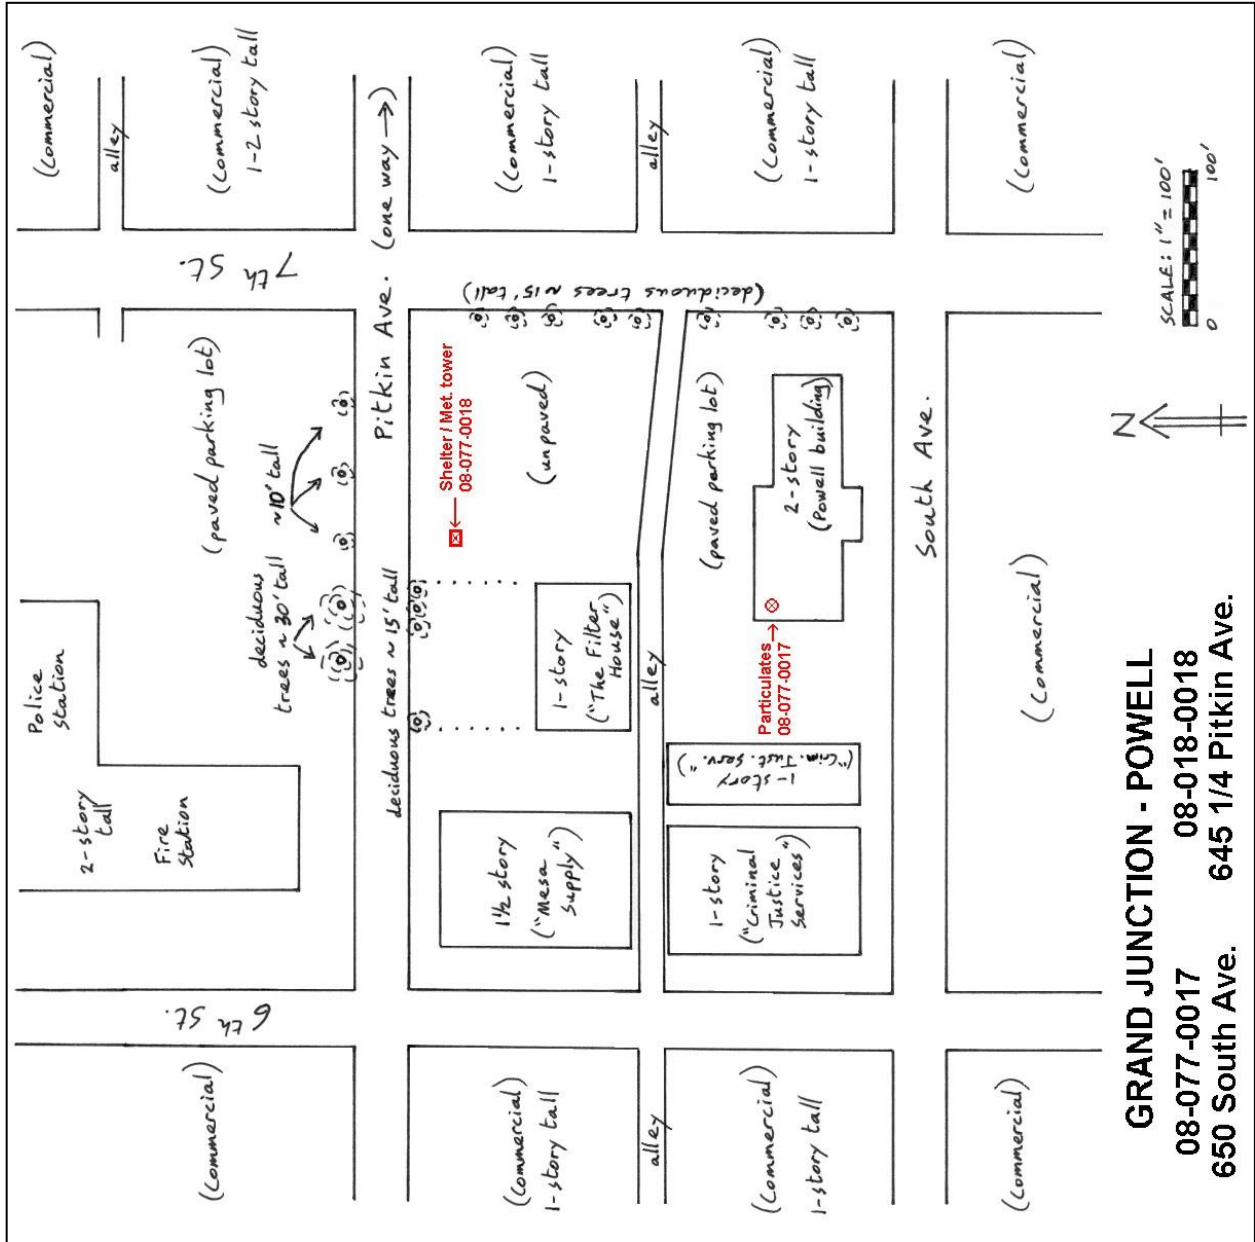 (Commercial)
6th St.
2-story
tall
Fire
Station
Police
Station
deciduous
trees ~ 30' tall
~10' tall
(paved parking lot)
7th St.
(Commercial)
1-2 story tall
alley
(Commercial)
deciduous trees ~ 15' tall
Pitkin Ave.
(one way →)
(Commercial)
1-story tall
1½ story
("Mesa
Supply")
1-story
("The Filter
House")
Shelter / Met. tower
08-077-0018
(unpaved)
(deciduous trees ~15' tall)
(Commercial)
1-story tall
alley
alley
alley
(Commercial)
1-story tall
1-story
("Criminal
Justice
Services")
1-story
("Crim. Just. Serv.")
Particulates
08-077-0017
(paved parking lot)
2-story
(Powell building)
(Commercial)
1-story tall
South Ave.
(Commercial)
(Commercial)
(Commercial)
GRAND JUNCTION - POWELL
08-077-0017 08-018-0018
650 South Ave. 645 1/4 Pitkin Ave.
N
SCALE: 1" = 100'
0 100'